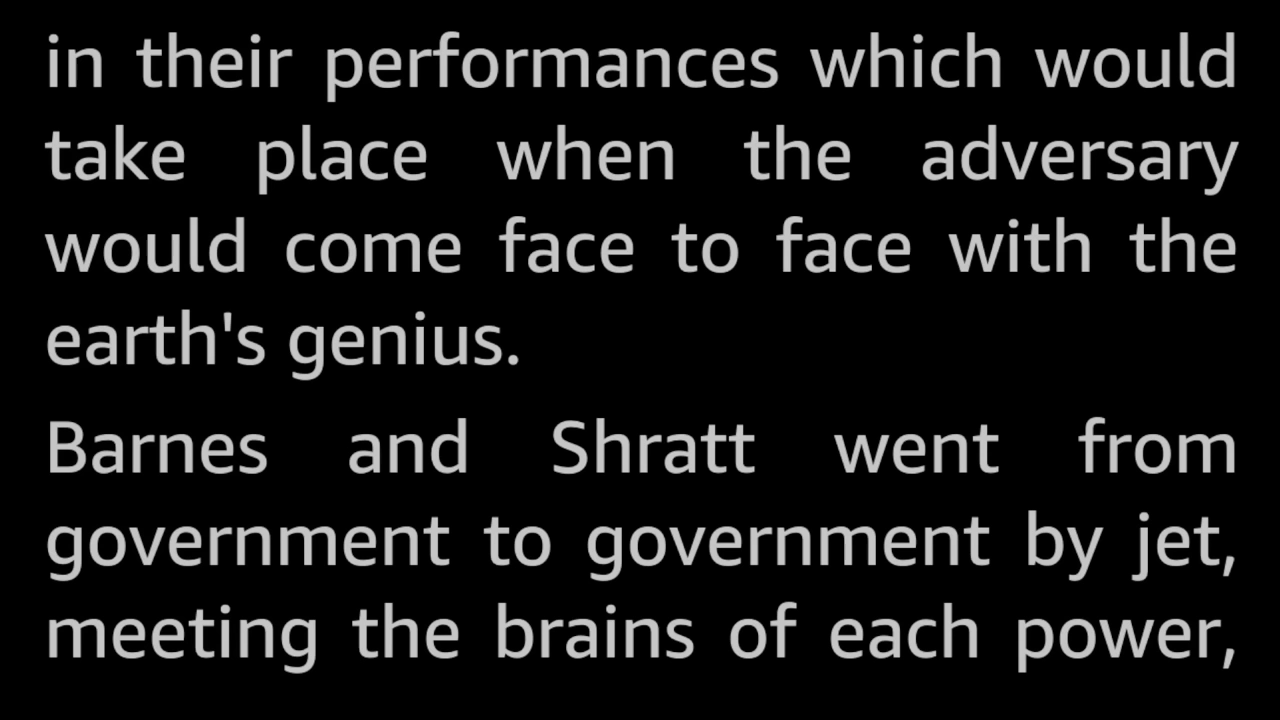 in their performances which would
take place when the adversary
would come face to face with the
earth's genius.
Barnes and Shratt went from
government to government by jet,
meeting the brains of each power,